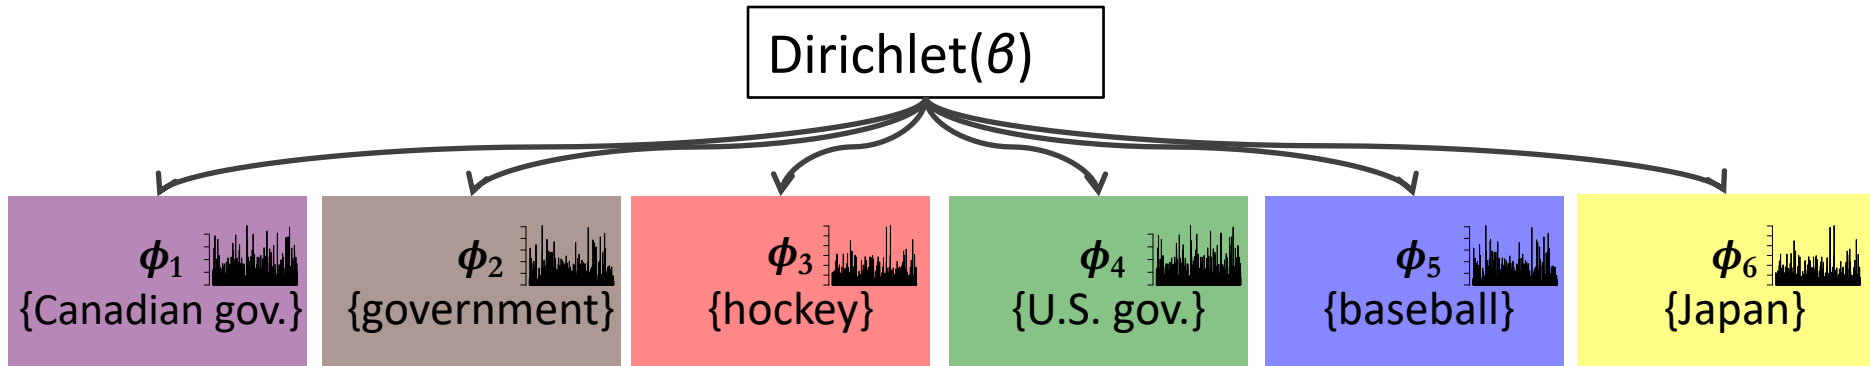 Dirichlet(β)
ϕ₁
{Canadian gov.}
ϕ₂
{government}
ϕ₃
{hockey}
ϕ₄
{U.S. gov.}
ϕ₅
{baseball}
ϕ₆
{Japan}